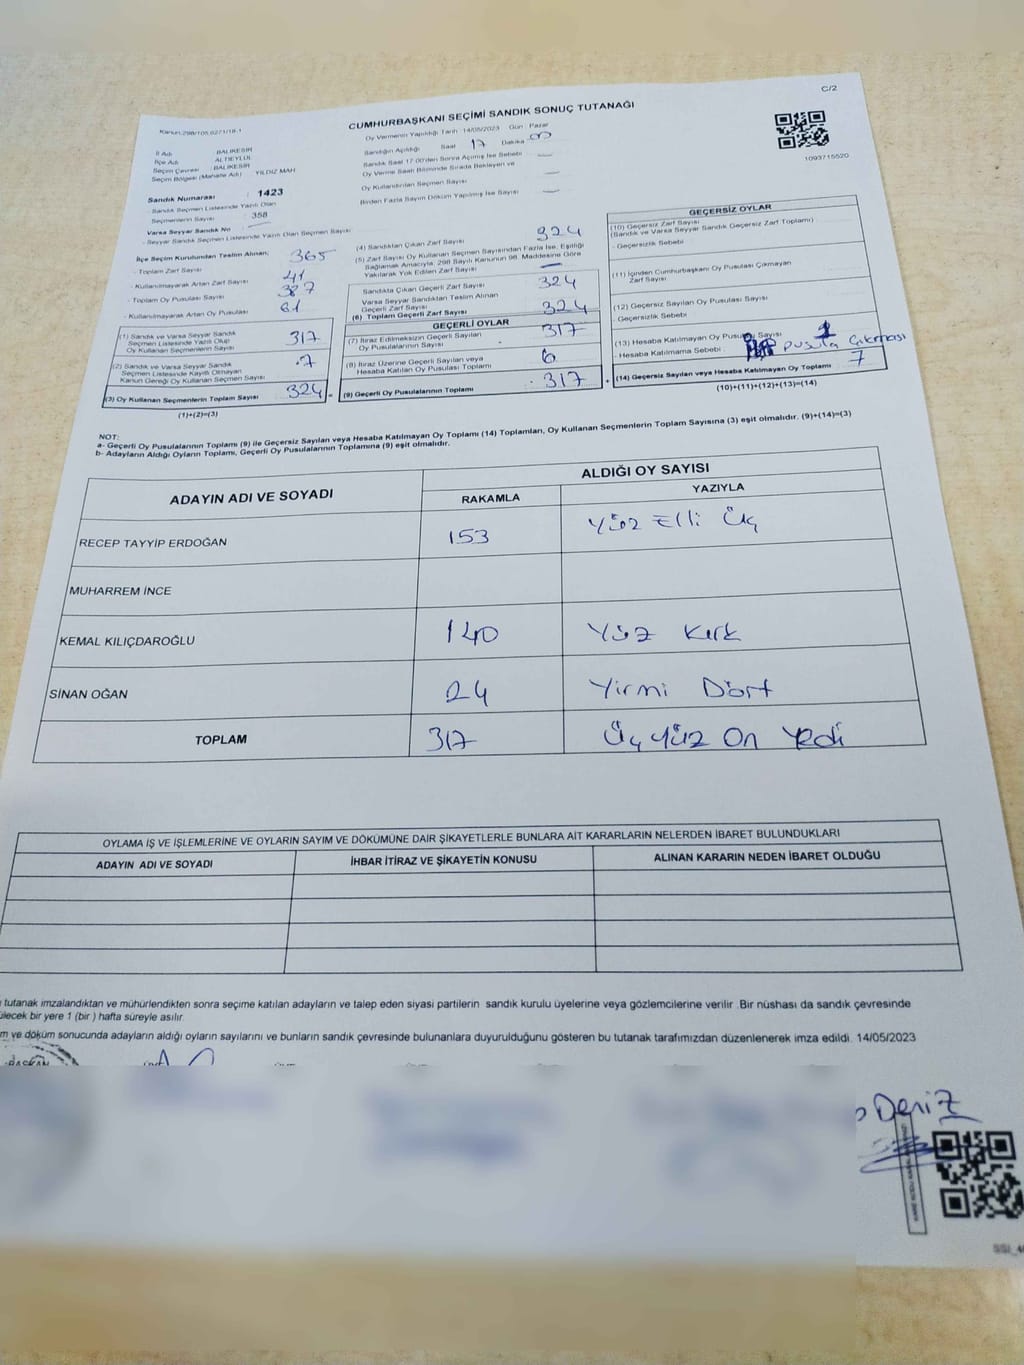 C/2
CUMHURBAŞKANI SEÇİMİ SANDIK SONUÇ TUTANAĞI
Oy Vermenin Yapıldığı Tarih :14/05/2023 Gün : Pazar
Sandığın Açıldığı Saat 17 Dakika 00
Sandık Saat 17:00'den Sonra Açılmış İse Sebebi
Oy Verme Saati Bitiminde Sırada Bekleyen ve
Oy Kullandırılan Seçmen Sayısı
Birden Fazla Sayım Döküm Yapılmış İse Sayısı
İl Adı BALIKESİR
İlçe Adı ALTIEYLÜL
Seçim Çevresi BALIKESİR
Seçim Bölgesi (Mahalle Adı) YILDIZ MAH
Sandık Numarası : 1423
- Sandık Seçmen Listesinde Yazılı Olan
Seçmenlerin Sayısı : 358
Varsa Seyyar Sandık No
- Seyyar Sandık Seçmen Listesinde Yazılı Olan Seçmen Sayısı
İlçe Seçim Kurulundan Teslim Alınan;
- Toplam Zarf Sayısı 365
- Kullanılmayarak Artan Zarf Sayısı 41
- Toplam Oy Pusulası Sayısı
- Kullanılmayarak Artan Oy Pusulası Sayısı 61
(1) Sandık ve Varsa Seyyar Sandık
Seçmen Listesinde Yazılı Olup
Oy Kullanan Seçmenlerin Sayısı 317
(2) Sandık ve Varsa Seyyar Sandık
Seçmen Listesinde Kayıtlı Olmayan
Kanun Gereği Oy Kullanan Seçmen Sayısı 7
(3) Oy Kullanan Seçmenlerin Toplam Sayısı 324
(1)+(2)=(3)
(4) Sandıktan Çıkan Zarf Sayısı 324
(5) Zarf Sayısı Oy Kullanan Seçmen Sayısından Fazla İse, Eşitliği
Sağlamak Amacıyla; 298 Sayılı Kanunun 98. Maddesine Göre
Yakılarak Yok Edilen Zarf Sayısı
Sandıkta Çıkan Geçerli Zarf Sayısı 324
Varsa Seyyar Sandıktan Teslim Alınan
Geçerli Zarf Sayısı
(6) Toplam Geçerli Zarf Sayısı 324
GEÇERLİ OYLAR
(7) İtiraz Edilmeksizin Geçerli Sayılan
Oy Pusulalarının Sayısı 317
(8) İtiraz Üzerine Geçerli Sayılan veya
Hesaba Katılan Oy Pusulası Toplamı
(9) Geçerli Oy Pusulalarının Toplamı 317
1093715520
GEÇERSİZ OYLAR
(10) Geçersiz Zarf Sayısı
(Sandık ve Varsa Seyyar Sandık Geçersiz Zarf Toplamı)
- Geçersizlik Sebebi
(11) İçinden Cumhurbaşkanı Oy Pusulası Çıkmayan
Zarf Sayısı
(12) Geçersiz Sayılan Oy Pusulası Sayısı
- Geçersizlik Sebebi
(13) Hesaba Katılmayan Oy Pusulası Sayısı
- Hesaba Katılmama Sebebi pusula çıkması
(14) Geçersiz Sayılan veya Hesaba Katılmayan Oy Toplamı 7
(10)+(11)+(12)+(13)=(14)
NOT:
a- Geçerli Oy Pusulalarının Toplamı (9) ile Geçersiz Sayılan veya Hesaba Katılmayan Oy Toplamı (14) Toplamları, Oy Kullanan Seçmenlerin Toplam Sayısına (3) eşit olmalıdır. (9)+(14)=(3)
b- Adayların Aldığı Oyların Toplamı, Geçerli Oy Pusulalarının Toplamına (9) eşit olmalıdır.
ADAYIN ADI VE SOYADI
ALDIĞI OY SAYISI
RAKAMLA YAZIYLA
RECEP TAYYİP ERDOĞAN 153 Yüz Elli Üç
MUHARREM İNCE
KEMAL KILIÇDAROĞLU 140 Yüz Kırk
SİNAN OĞAN 24 Yirmi Dört
TOPLAM 317 Üç yüz On Yedi
OYLAMA İŞ VE İŞLEMLERİNE VE OYLARIN SAYIM VE DÖKÜMÜNE DAİR ŞİKAYETLERLE BUNLARA AİT KARARLARIN NELERDEN İBARET BULUNDUKLARI
ADAYIN ADI VE SOYADI İHBAR İTİRAZ VE ŞİKAYETİN KONUSU ALINAN KARARIN NEDEN İBARET OLDUĞU
tutanak imzalandıktan ve mühürlendikten sonra seçime katılan adayların ve talep eden siyasi partilerin sandık kurulu üyelerine veya gözlemcilerine verilir .Bir nüshası da sandık çevresinde
ülecek bir yere 1 (bir ) hafta süreyle asılır.
m ve döküm sonucunda adayların aldığı oyların sayılarını ve bunların sandık çevresinde bulunanlara duyurulduğunu gösteren bu tutanak tarafımızdan düzenlenerek imza edildi. 14/05/2023
BAŞKAN
Deniz